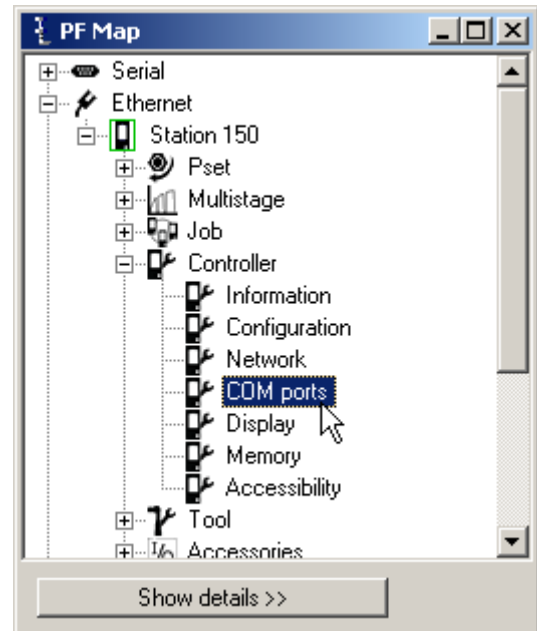 PF Map
Serial
Ethernet
Station 150
Pset
Multistage
Job
Controller
Information
Configuration
Network
COM ports
Display
Memory
Accessibility
Tool
I/o Accessories
Show details >>